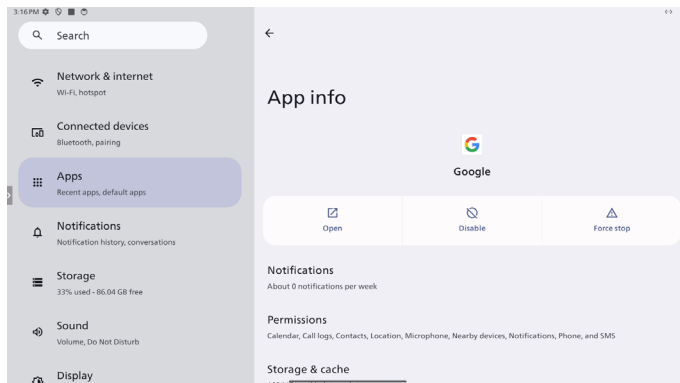 3:16 PM
Search
Network & internet
Wi-Fi, hotspot
Connected devices
Bluetooth, pairing
Apps
Recent apps, default apps
Notifications
Notification history, conversations
Storage
33% used - 86.04 GB free
Sound
Volume, Do Not Disturb
Display
App info
Google
Open
Disable
Force stop
Notifications
About 0 notifications per week
Permissions
Calendar, Call logs, Contacts, Location, Microphone, Nearby devices, Notifications, Phone, and SMS
Storage & cache